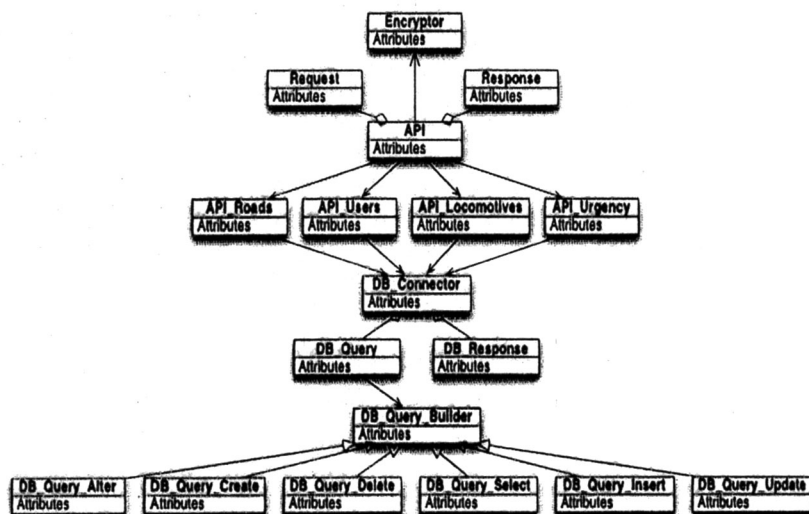 Encryptor
Attributes
Request
Attributes
Response
Attributes
API
Attributes
API_Roads
Attributes
API_Users
Attributes
API_Locomotives
Attributes
API_Urgency
Attributes
DB_Connector
Attributes
DB_Query
Attributes
DB_Response
Attributes
DB_Query_Builder
Attributes
DB_Query_Alter
Attributes
DB_Query_Create
Attributes
DB_Query_Delete
Attributes
DB_Query_Select
Attributes
DB_Query_Insert
Attributes
DB_Query_Update
Attributes